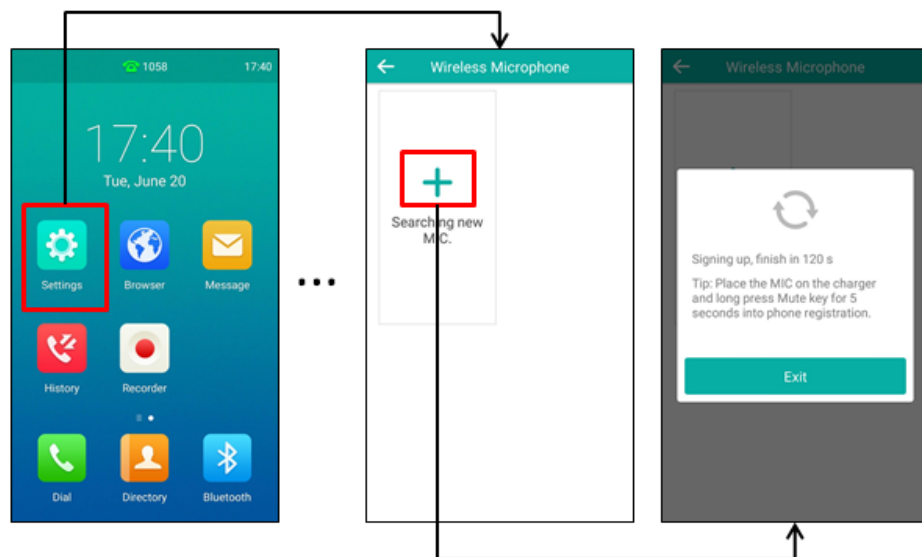 1058 17:40
17:40
Tue, June 20
Settings Browser Message
History Recorder
Dial Directory Bluetooth
...
Wireless Microphone
Searching new
MIC.
Wireless Microphone
Signing up, finish in 120 s
Tip: Place the MIC on the charger
and long press Mute key for 5
seconds into phone registration.
Exit